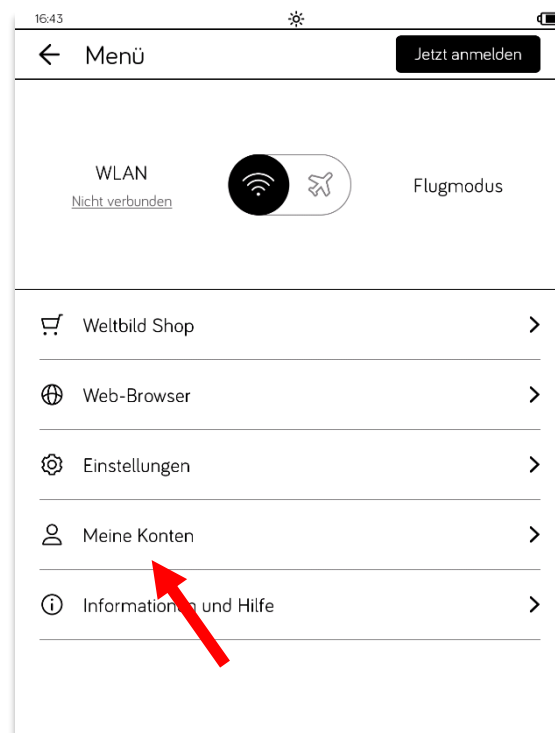 16:43
Menü
Jetzt anmelden
WLAN
Nicht verbunden
Flugmodus
Weltbild Shop
Web-Browser
Einstellungen
Meine Konten
Informationen und Hilfe